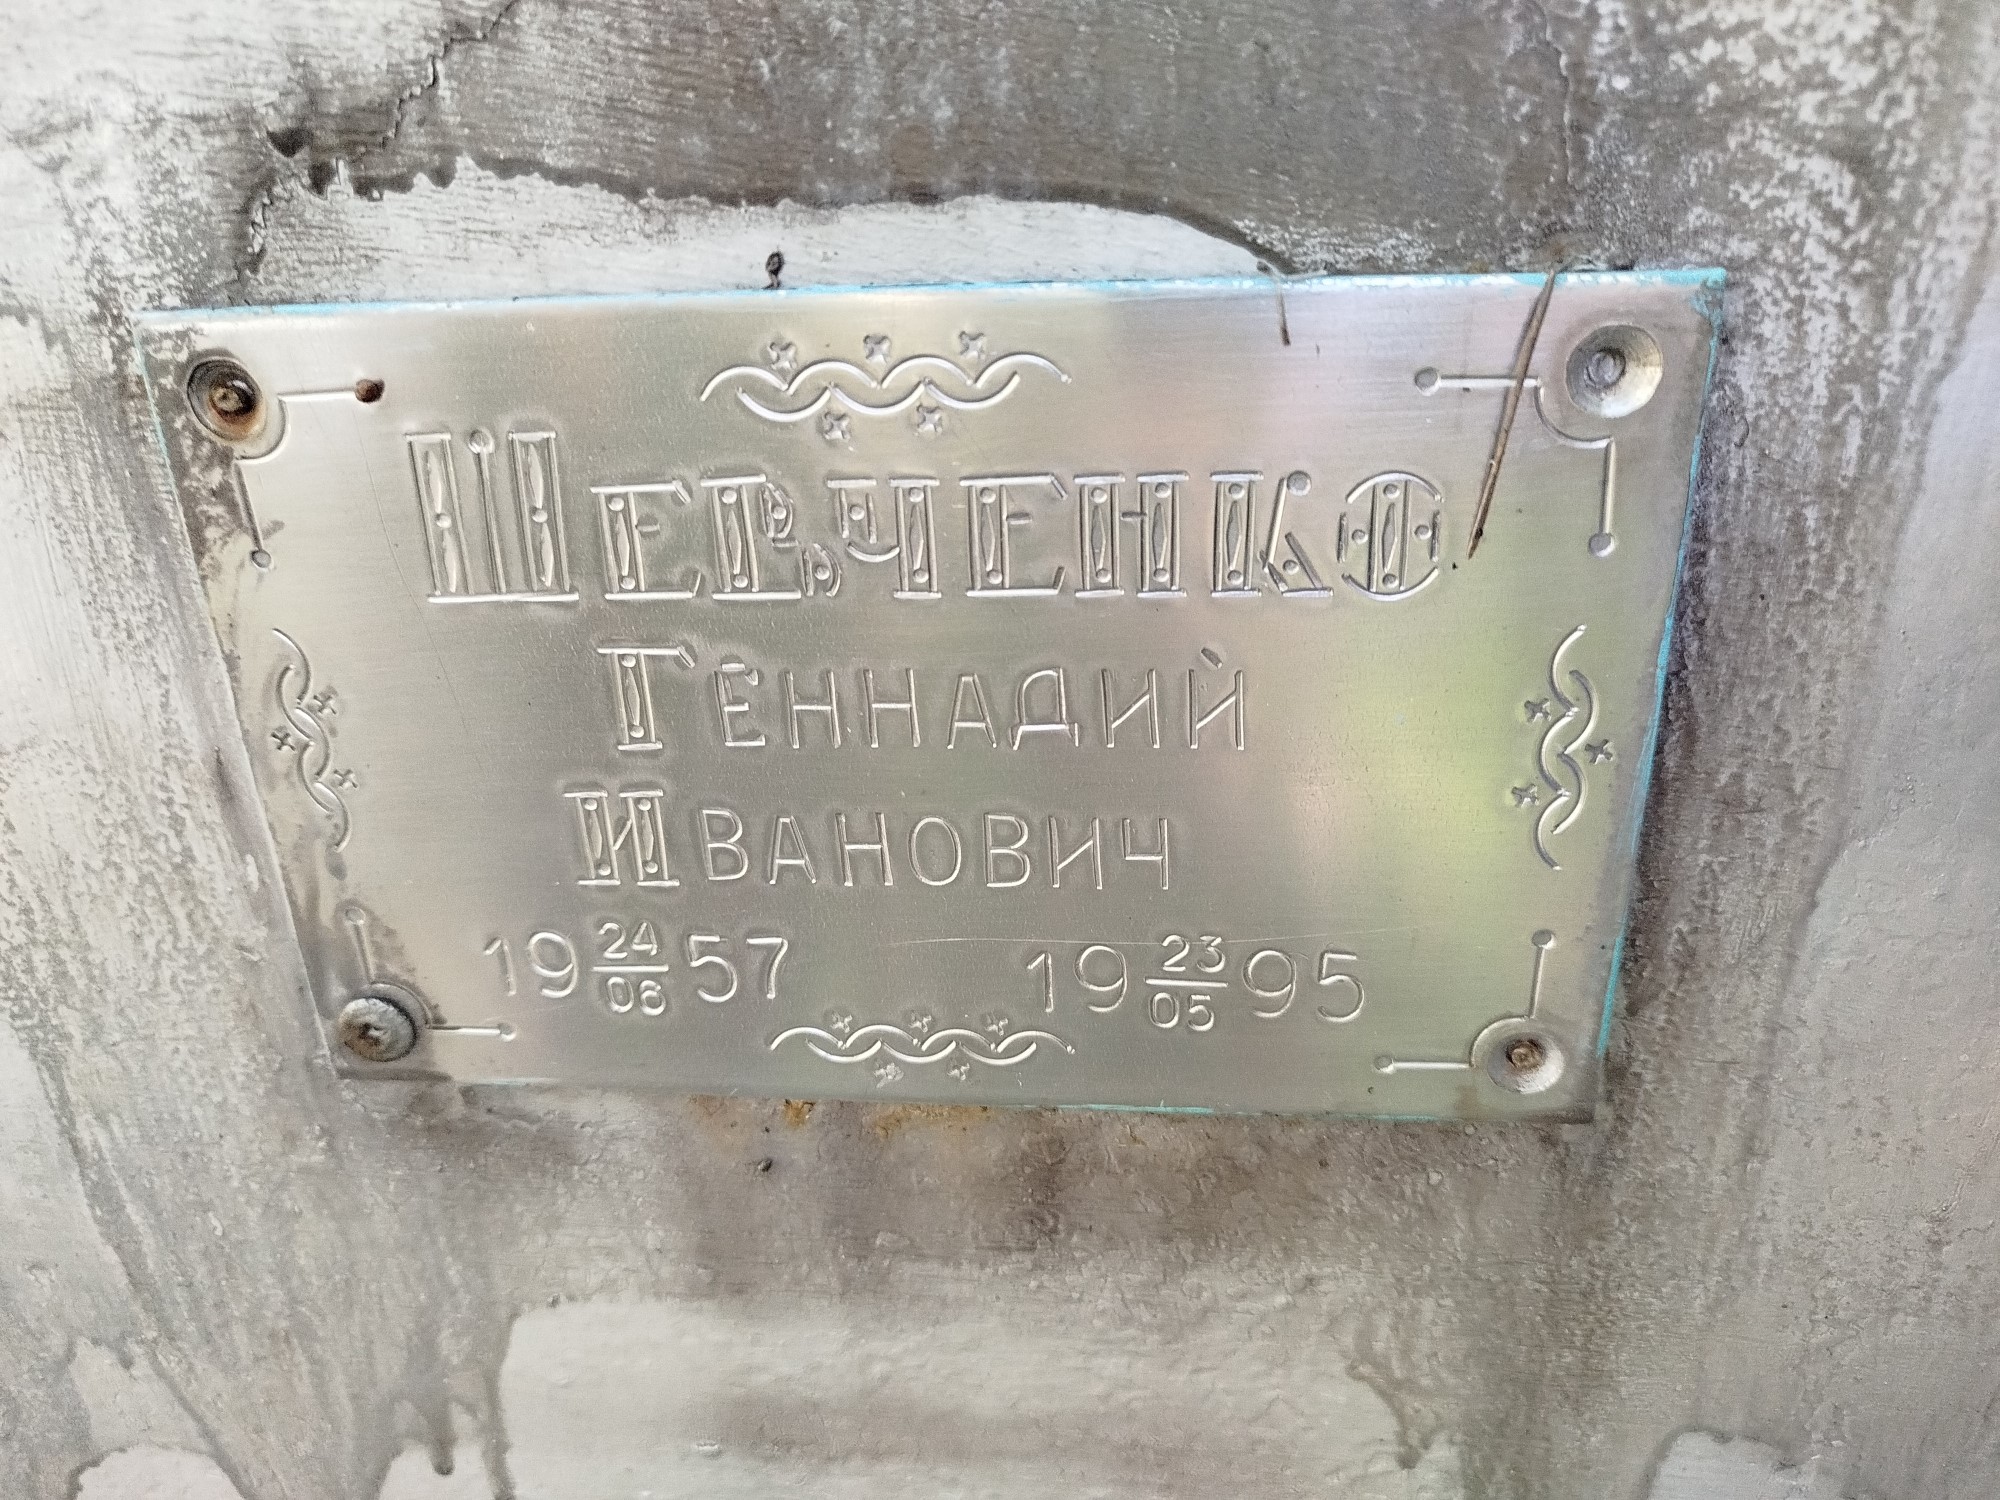 Шевченко
Геннадий
Иванович
19 24/06 57 19 23/05 95